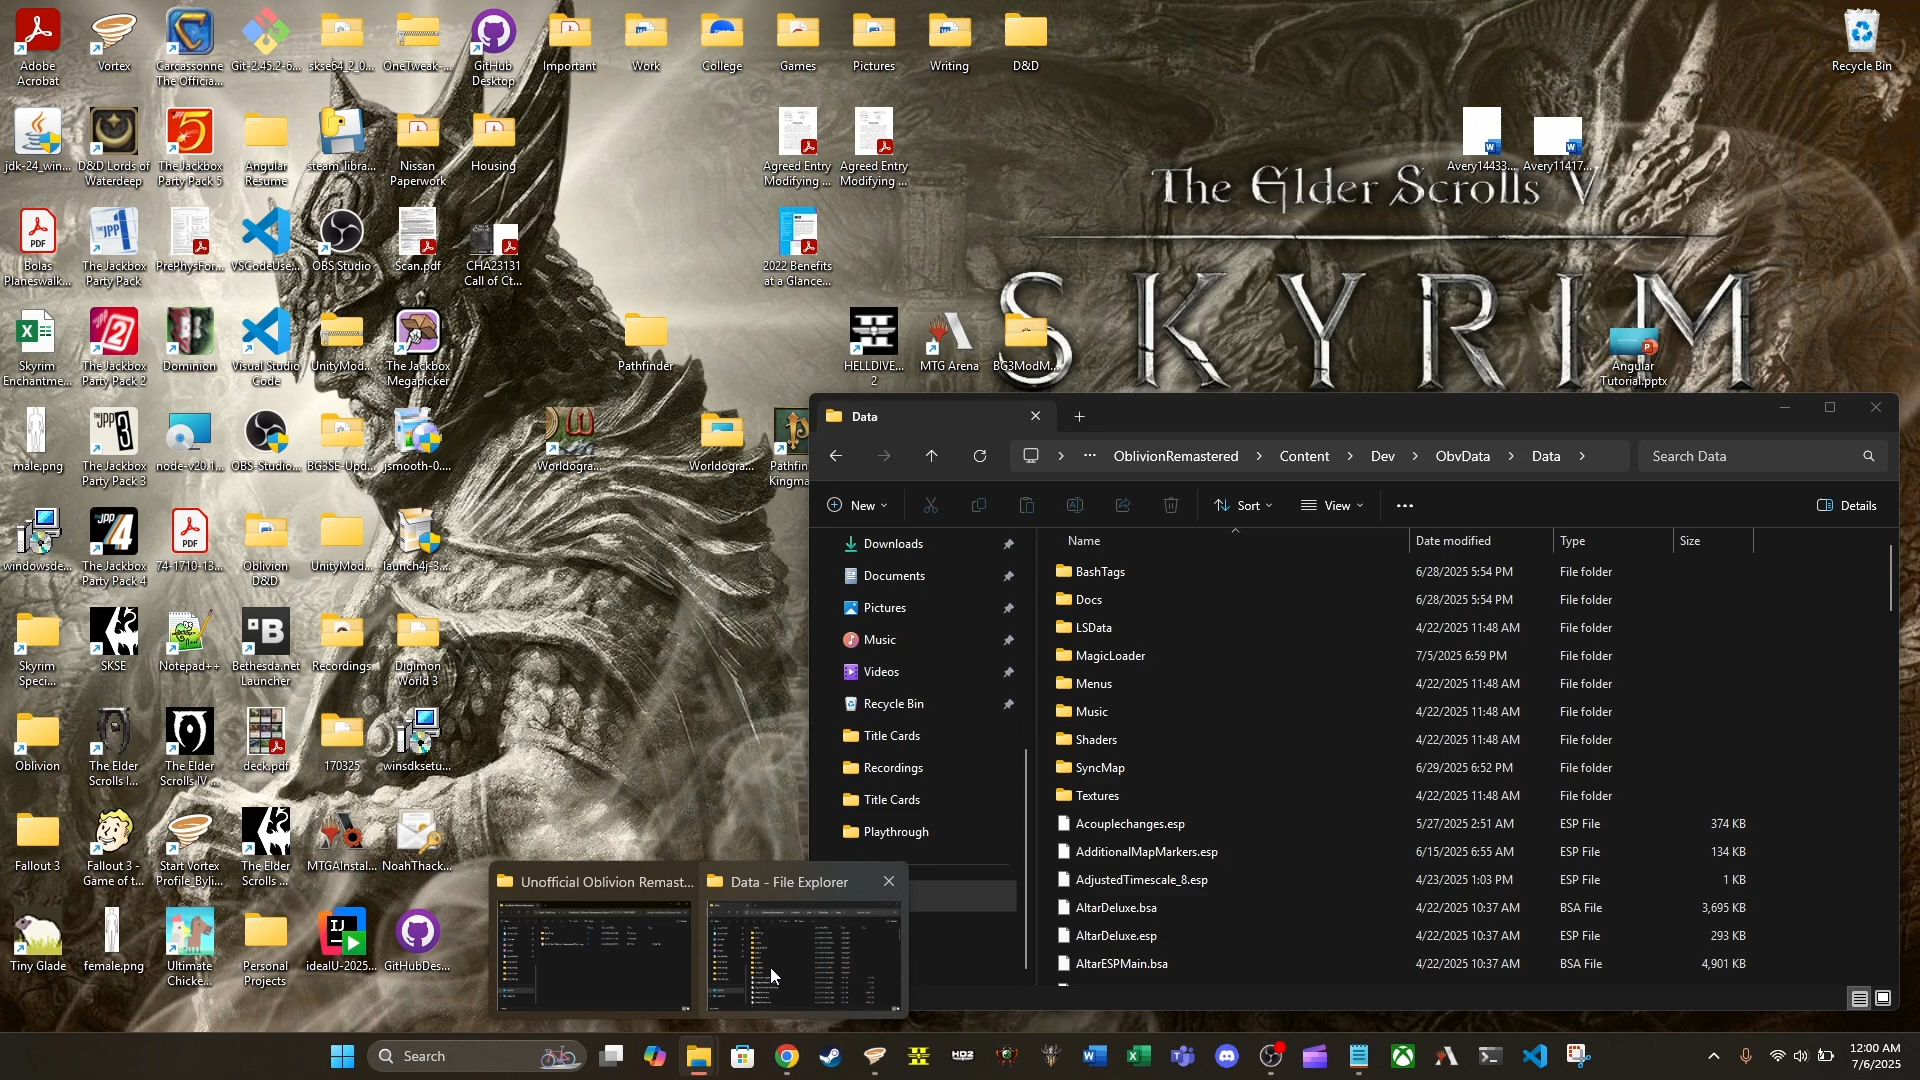 Adobe
Acrobat
Vortex
Carcassonne
The Officia...
Git-2.45.2-6...
skse64_2_0...
OneTweak-...
GitHub
Desktop
Important
Work
College
Games
Pictures
Writing
D&D
Recycle Bin
jdk-24_win...
D&D Lords of
Waterdeep
The Jackbox
Party Pack 5
Angular
Resume
steam_libra...
Nissan
Paperwork
Housing
Agreed Entry
Modifying ...
Agreed Entry
Modifying ...
Avery14433...
Avery11417...
The Elder Scrolls V
SKYRIM
PDF
Bolas
Planeswalk...
The Jackbox
Party Pack
PrePhysFor...
VSCodeUse...
OBS Studio
Scan.pdf
CHA23131
Call of Ct...
2022 Benefits
at a Glance...
Skyrim
Enchantme...
The Jackbox
Party Pack 2
Dominion
Visual Studio
Code
UnityMod...
The Jackbox
Megapicker
Pathfinder
HELLDIVE...
2
MTG Arena
BG3ModM...
Angular
Tutorial.pptx
male.png
The Jackbox
Party Pack 3
node-v20.1...
OBS-Studio...
BG3SE-Upd...
jsmooth-0....
Worldogra...
Worldogra...
Pathfin
Kingma
windowsde...
The Jackbox
Party Pack 4
PDF
74-1710-13...
Oblivion
D&D
UnityMod...
launch4j-3....
Skyrim
Speci...
SKSE
Notepad++
Bethesda.net
Launcher
Recordings
Digimon
World 3
Oblivion
The Elder
Scrolls I...
The Elder
Scrolls IV ...
deck.pdf
170325
winsdksetu...
Fallout 3
Fallout 3 -
Game of t...
Start Vortex
Profile_Byli...
The Elder
Scrolls ...
MTGAInstal...
NoahThack...
Tiny Glade
female.png
Ultimate
Chicke...
Personal
Projects
ideaIU-2025...
GitHubDes...
Data
... OblivionRemastered > Content > Dev > ObvData > Data >
Search Data
New
Sort
View
...
Details
Downloads
Documents
Pictures
Music
Videos
Recycle Bin
Title Cards
Recordings
Title Cards
Playthrough
Name Date modified Type Size
BashTags 6/28/2025 5:54 PM File folder
Docs 6/28/2025 5:54 PM File folder
LSData 4/22/2025 11:48 AM File folder
MagicLoader 7/5/2025 6:59 PM File folder
Menus 4/22/2025 11:48 AM File folder
Music 4/22/2025 11:48 AM File folder
Shaders 4/22/2025 11:48 AM File folder
SyncMap 6/29/2025 6:52 PM File folder
Textures 4/22/2025 11:48 AM File folder
Acouplechanges.esp 5/27/2025 2:51 AM ESP File 374 KB
AdditionalMapMarkers.esp 6/15/2025 6:55 AM ESP File 134 KB
AdjustedTimescale_8.esp 4/23/2025 1:03 PM ESP File 1 KB
AltarDeluxe.bsa 4/22/2025 10:37 AM BSA File 3,695 KB
AltarDeluxe.esp 4/22/2025 10:37 AM ESP File 293 KB
AltarESPMain.bsa 4/22/2025 10:37 AM BSA File 4,901 KB
Unofficial Oblivion Remast...
Data - File Explorer
Search
12:00 AM
7/6/2025